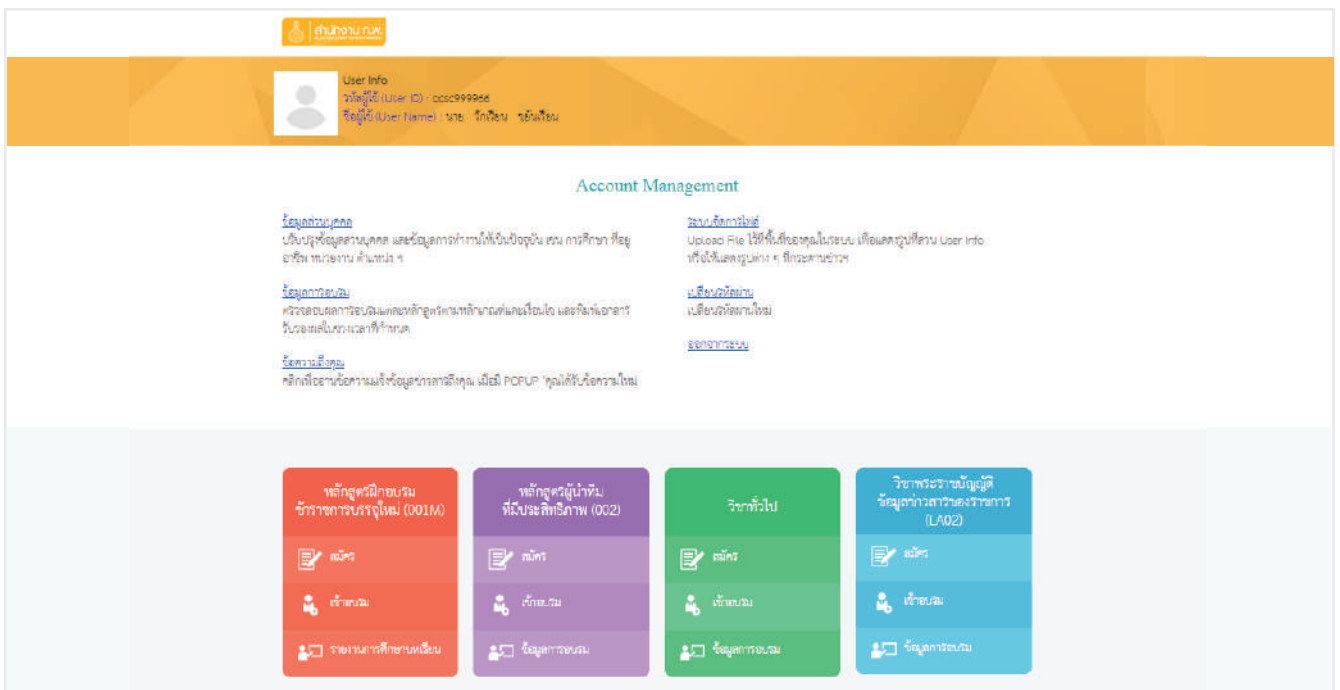 สำนักงาน ก.พ.
User Info
รหัสผู้ใช้ (User ID) : ocsc999966
ชื่อผู้ใช้ (User Name) : นาย รักเรียน ขยันเรียน
Account Management
ข้อมูลส่วนบุคคล
ปรับปรุงข้อมูลส่วนบุคคล และข้อมูลการทำงานให้เป็นปัจจุบัน เช่น การศึกษา ที่อยู่
อาชีพ หน่วยงาน ตำแหน่ง ฯ
ข้อมูลการอบรม
ตรวจสอบผลการอบรมแต่ละหลักสูตรตามหลักเกณฑ์และเงื่อนไข และพิมพ์เอกสาร
รับรองผลในช่วงเวลาที่กำหนด
ข้อความถึงคุณ
คลิกเพื่ออ่านข้อความแจ้งข้อมูลข่าวสารถึงคุณ เมื่อมี POPUP "คุณได้รับข้อความใหม่
ระบบจัดการไฟล์
Upload File ไว้ที่พื้นที่ของคุณในระบบ เพื่อแสดงรูปที่ส่วน User Info
หรือใช้แสดงรูปต่าง ๆ ที่กระดานข่าวฯ
เปลี่ยนรหัสผ่าน
เปลี่ยนรหัสผ่านใหม่
ออกจากระบบ
หลักสูตรฝึกอบรม
ข้าราชการบรรจุใหม่ (001M)
สมัคร
เข้าอบรม
รายงานการศึกษาบทเรียน
หลักสูตรผู้นำทีม
ที่มีประสิทธิภาพ (002)
สมัคร
เข้าอบรม
ข้อมูลการอบรม
วิชาทั่วไป
สมัคร
เข้าอบรม
ข้อมูลการอบรม
วิชาพระราชบัญญัติ
ข้อมูลข่าวสารของราชการ
(LA02)
สมัคร
เข้าอบรม
ข้อมูลการอบรม